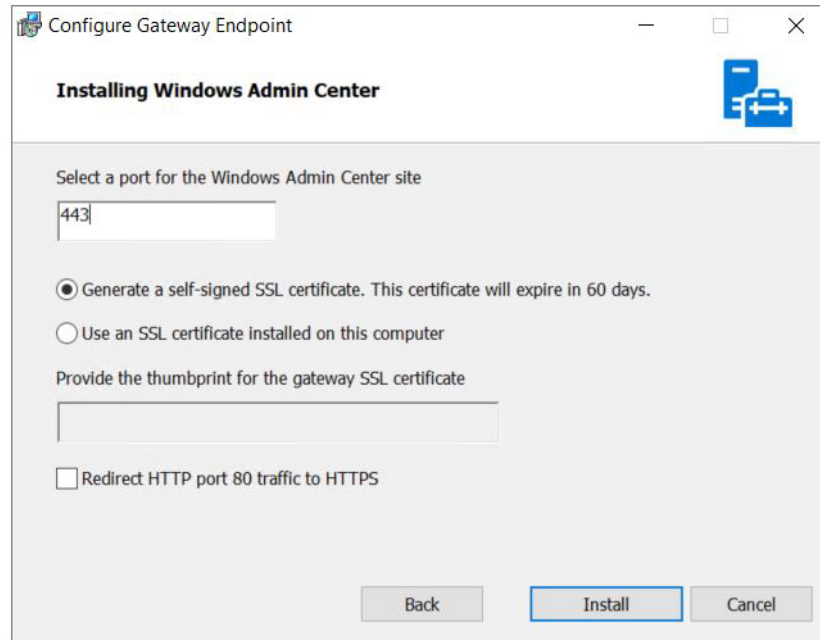 Configure Gateway Endpoint
Installing Windows Admin Center
Select a port for the Windows Admin Center site
443
Generate a self-signed SSL certificate. This certificate will expire in 60 days.
Use an SSL certificate installed on this computer
Provide the thumbprint for the gateway SSL certificate
Redirect HTTP port 80 traffic to HTTPS
Back Install Cancel